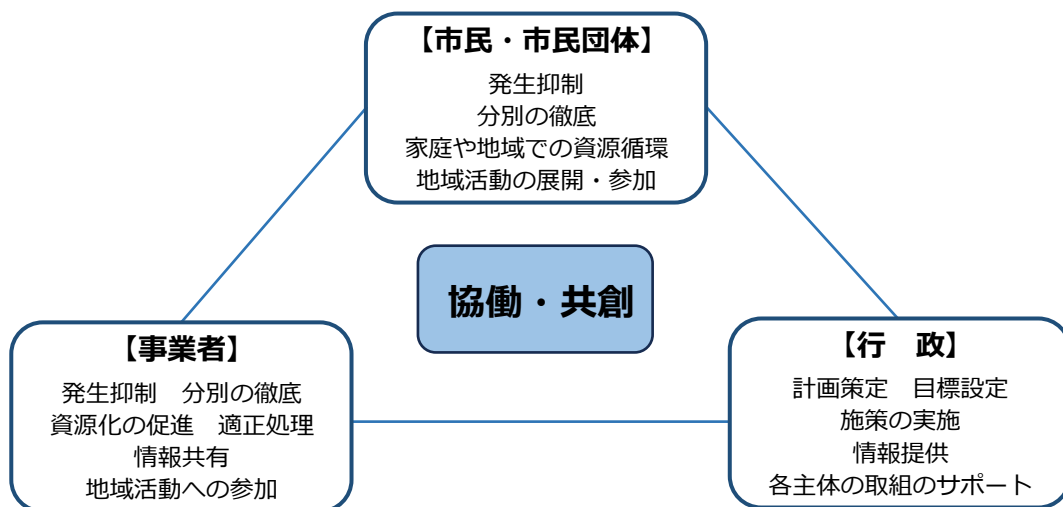 【市民・市民団体】
発生抑制
分別の徹底
家庭や地域での資源循環
地域活動の展開・参加
協働・共創
【事業者】
発生抑制　分別の徹底
資源化の促進　適正処理
情報共有
地域活動への参加
【行　政】
計画策定　目標設定
施策の実施
情報提供
各主体の取組のサポート